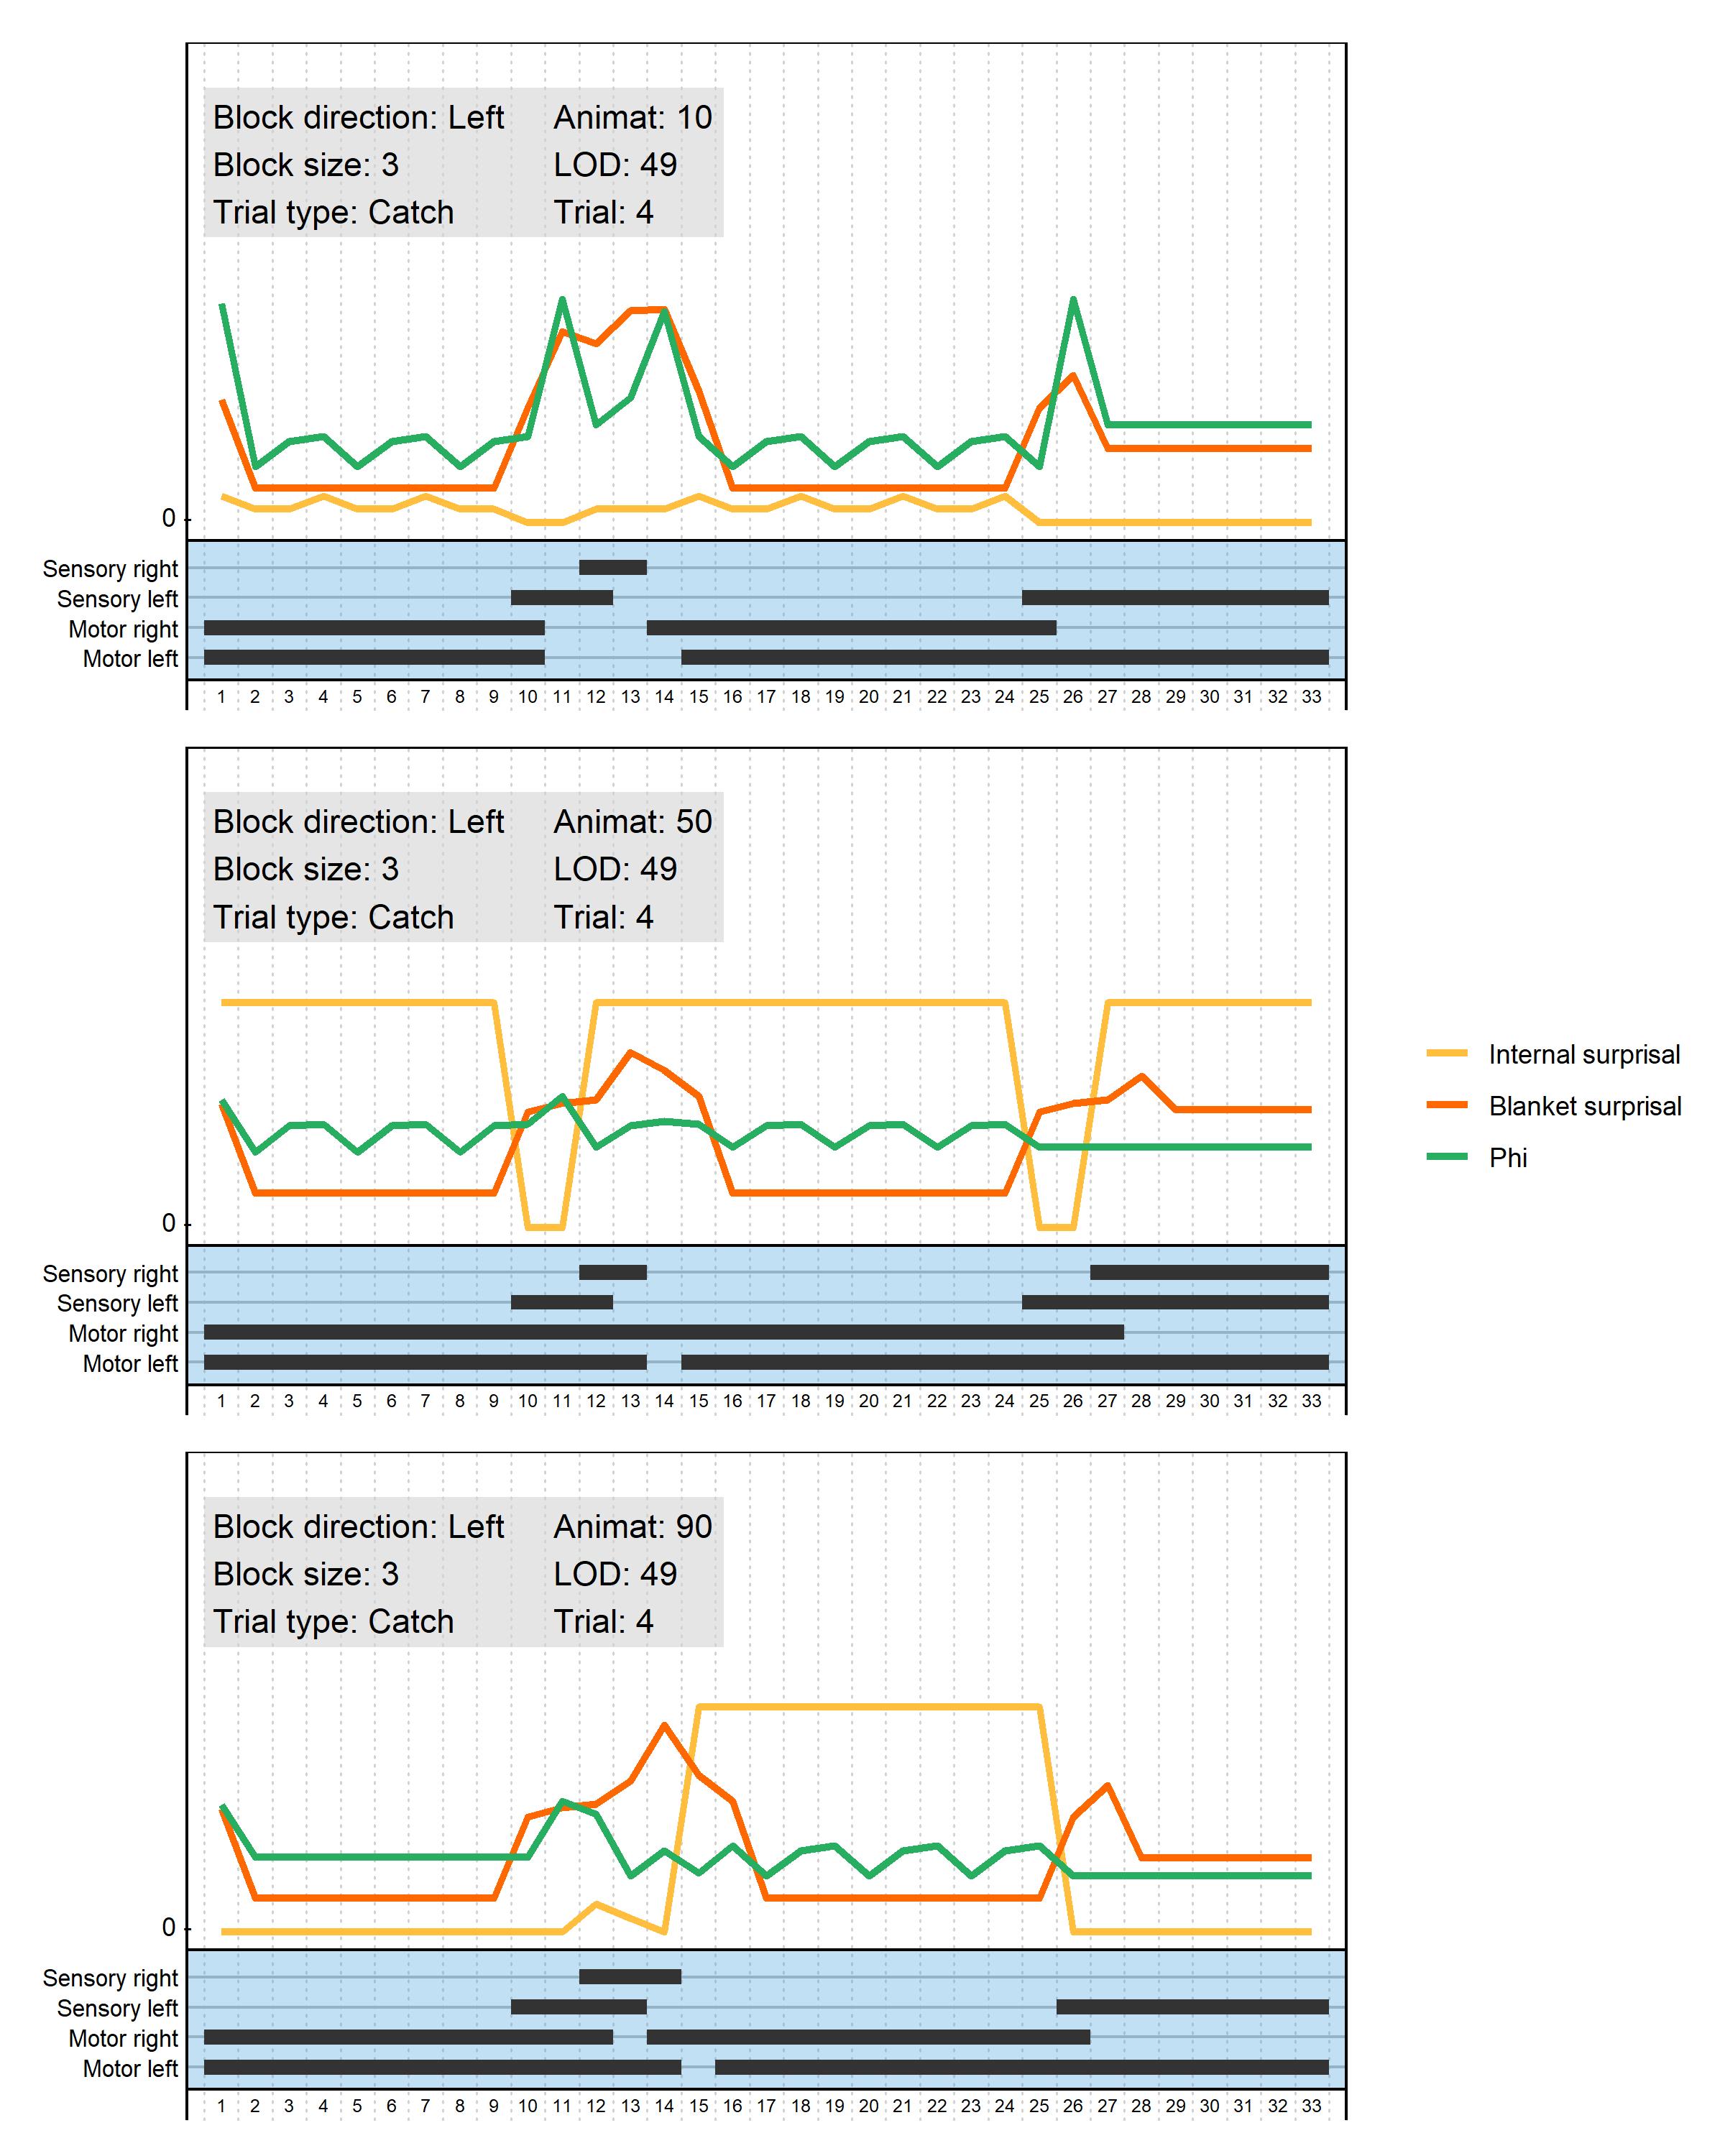 Block direction: Left Animat: 10
Block size: 3 LOD: 49
Trial type: Catch Trial: 4
0
Sensory right
Sensory left
Motor right
Motor left
1 2 3 4 5 6 7 8 9 10 11 12 13 14 15 16 17 18 19 20 21 22 23 24 25 26 27 28 29 30 31 32 33
Block direction: Left Animat: 50
Block size: 3 LOD: 49
Trial type: Catch Trial: 4
0
Sensory right
Sensory left
Motor right
Motor left
1 2 3 4 5 6 7 8 9 10 11 12 13 14 15 16 17 18 19 20 21 22 23 24 25 26 27 28 29 30 31 32 33
Internal surprisal
Blanket surprisal
Phi
Block direction: Left Animat: 90
Block size: 3 LOD: 49
Trial type: Catch Trial: 4
0
Sensory right
Sensory left
Motor right
Motor left
1 2 3 4 5 6 7 8 9 10 11 12 13 14 15 16 17 18 19 20 21 22 23 24 25 26 27 28 29 30 31 32 33